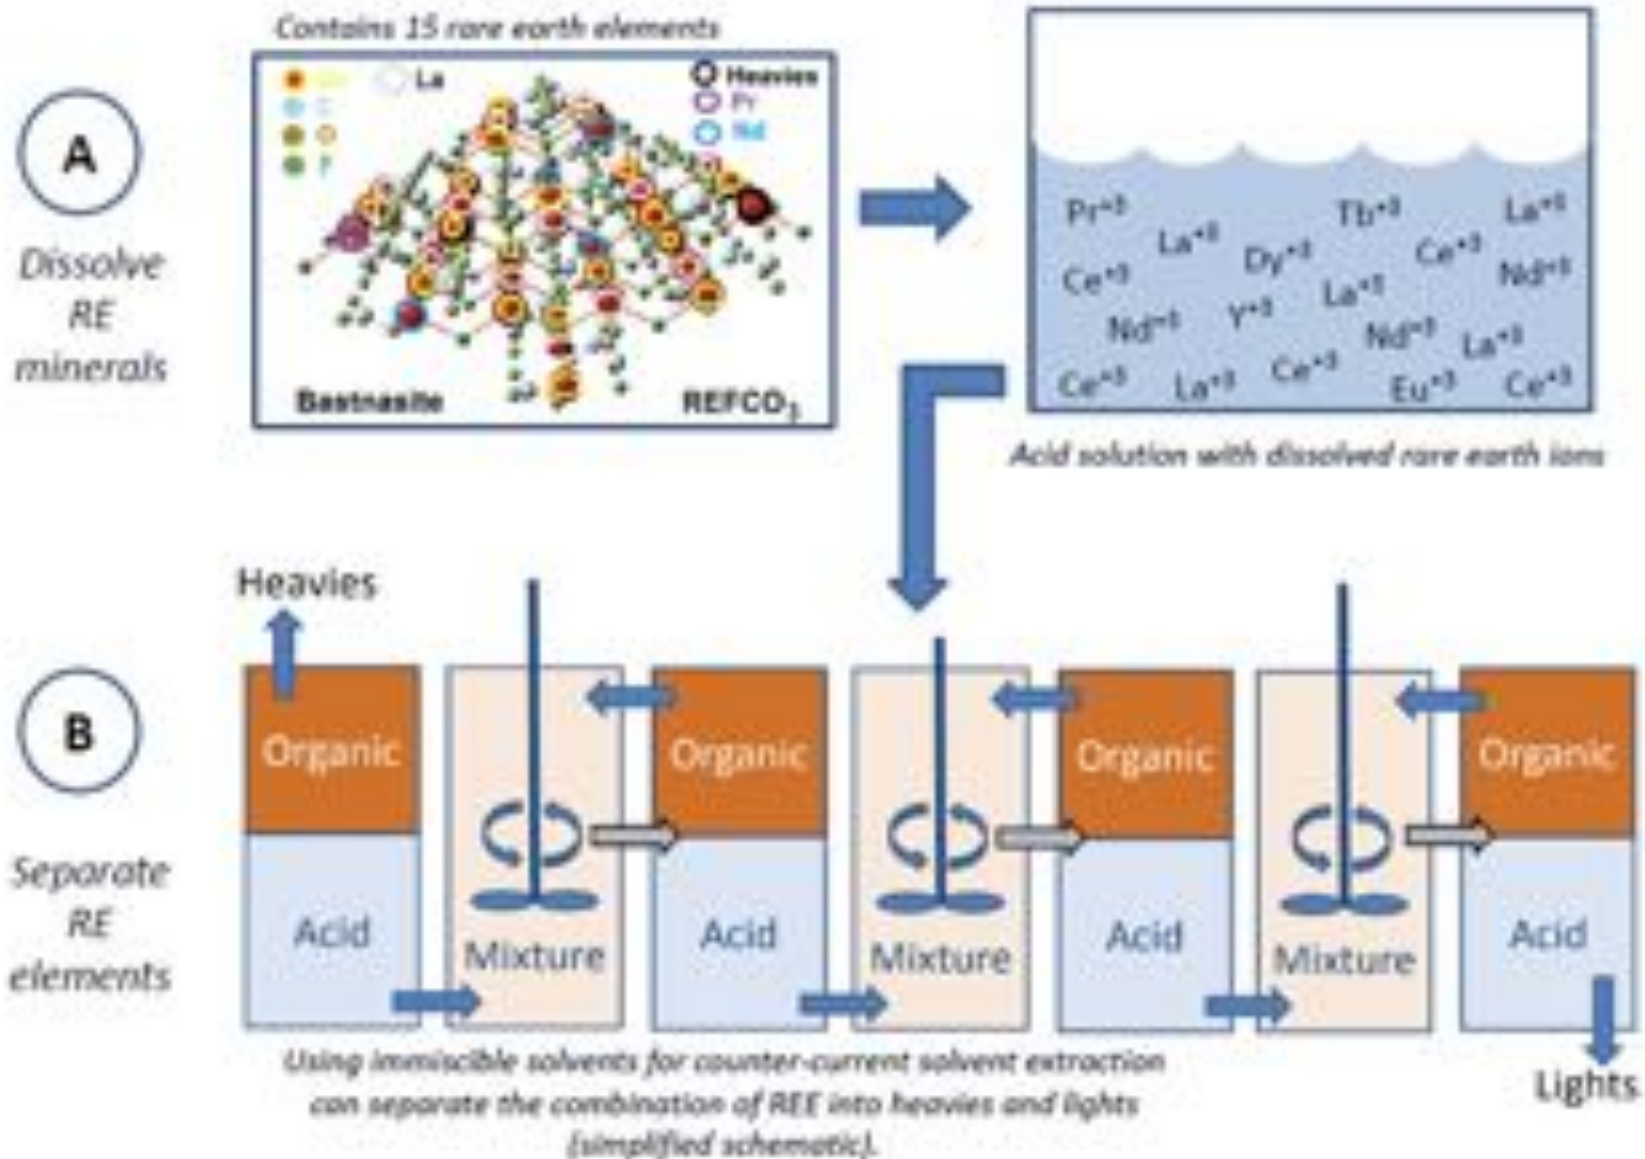 Contains 15 rare earth elements
La
Heavies
Pr
Nd
O
F
Bastnasite
REFCO₃
A
Dissolve
RE
minerals
Pr⁺³
Tb⁺³
La⁺³
La⁺³
Dy⁺³
Ce⁺³
Ce⁺³
La⁺³
Nd⁺³
Nd⁺³
Y⁺³
Nd⁺³
La⁺³
Ce⁺³
La⁺³
Ce⁺³
Eu⁺³
Ce⁺³
Acid solution with dissolved rare earth ions
Heavies
B
Separate
RE
elements
Organic
Organic
Organic
Organic
Acid
Mixture
Acid
Mixture
Acid
Mixture
Acid
Using immiscible solvents for counter-current solvent extraction
can separate the combination of REE into heavies and lights
(simplified schematic).
Lights